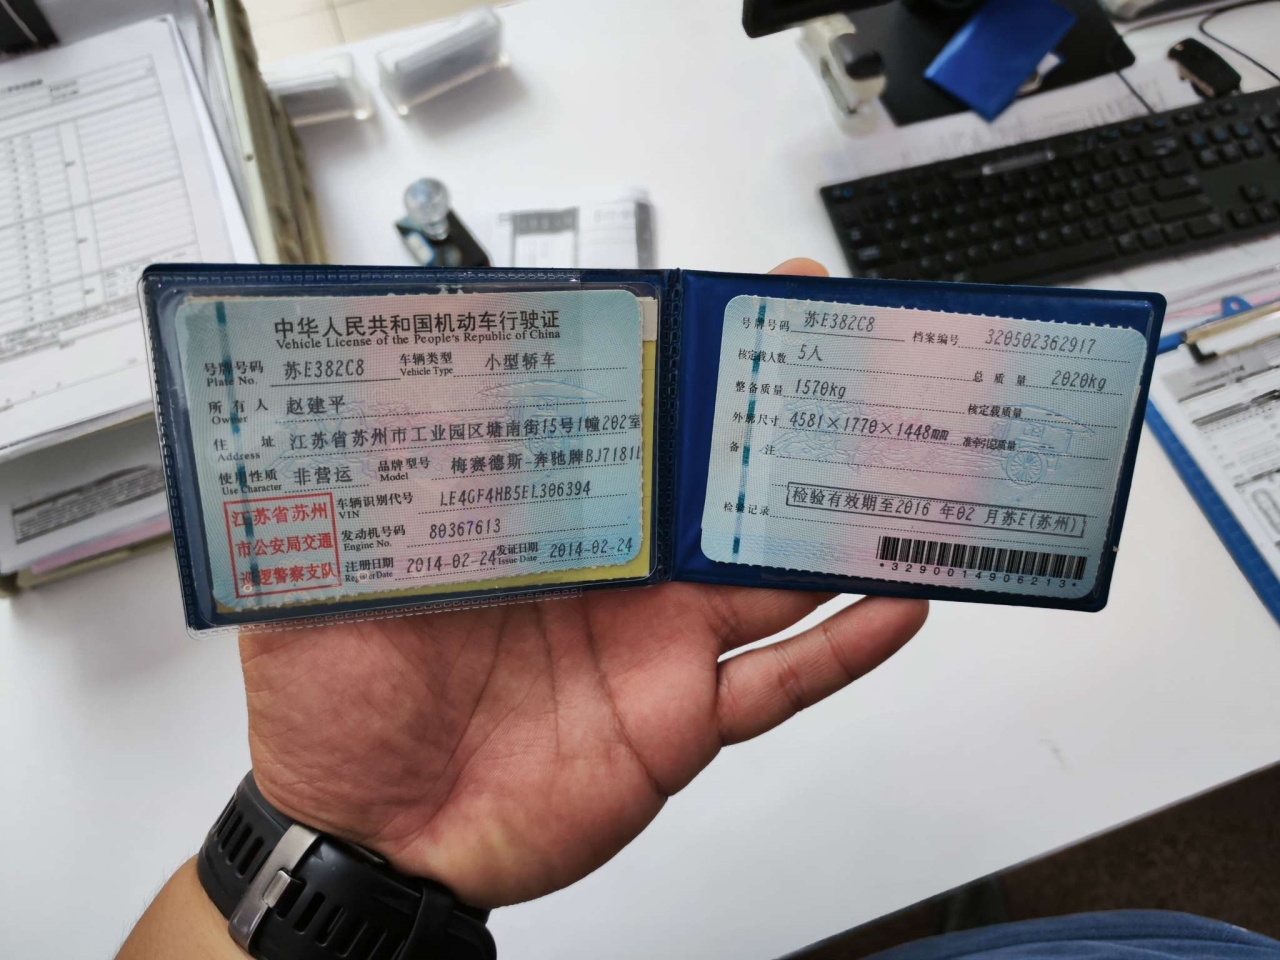 中华人民共和国机动车行驶证
Vehicle License of the People's Republic of China
号牌号码 苏E382C8 车辆类型 小型轿车
Plate No. Vehicle Type
所有人 赵建平
Owner
住址 江苏省苏州市工业园区塘南街15号1幢202室
Address
使用性质 非营运 品牌型号 梅赛德斯-奔驰牌BJ7181
Use Character Model
江苏省苏州市公安局交通巡逻警察支队
车辆识别代号 LE4GF4HB5EL306394
VIN
发动机号码 80367613
Engine No.
注册日期 2014-02-24 发证日期 2014-02-24
Register Date Issue Date
号牌号码 苏E382C8 档案编号 320502362917
核定载人数 5人 总质量 2020kg
整备质量 1570kg 核定载质量
外廓尺寸 4581×1770×1448mm 准牵引总质量
备注
检验记录 检验有效期至2016年02月苏E(苏州)
*3290014906213*